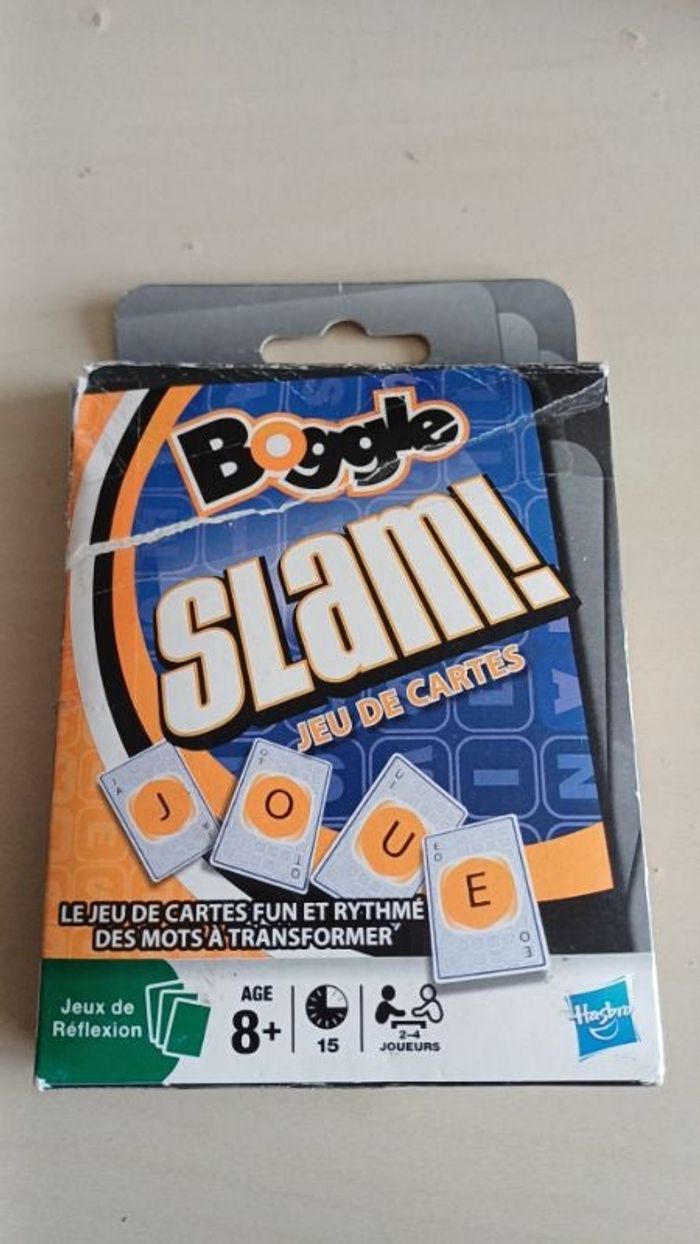 Boggle
SLam!
JEU DE CARTES
J
O
U
E
LE JEU DE CARTES FUN ET RYTHMÉ
DES MOTS À TRANSFORMER
Jeux de
Réflexion
AGE
8+
15
2-4
JOUEURS
Hasbro